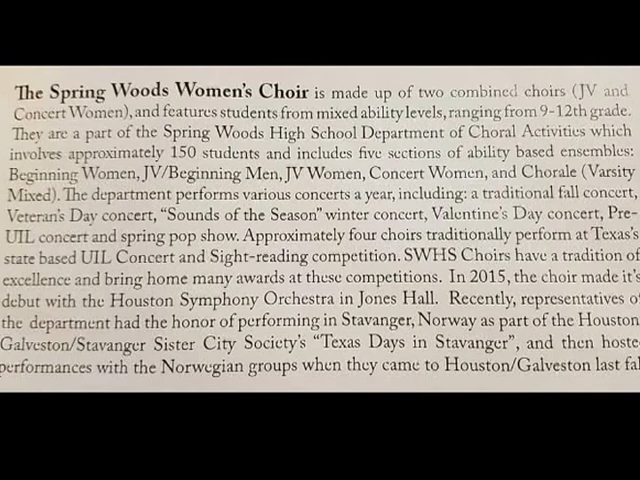 The Spring Woods Women's Choir is made up of two combined choirs (JV and
Concert Women), and features students from mixed ability levels, ranging from 9-12th grade.
They are a part of the Spring Woods High School Department of Choral Activities which
involves approximately 150 students and includes five sections of ability based ensembles:
Beginning Women, JV/Beginning Men, JV Women, Concert Women, and Chorale (Varsity
Mixed). The department performs various concerts a year, including: a traditional fall concert,
Veteran's Day concert, "Sounds of the Season" winter concert, Valentine's Day concert, Pre-
UIL concert and spring pop show. Approximately four choirs traditionally perform at Texas's
state based UIL Concert and Sight-reading competition. SWHS Choirs have a tradition of
excellence and bring home many awards at these competitions. In 2015, the choir made it's
debut with the Houston Symphony Orchestra in Jones Hall. Recently, representatives of
the department had the honor of performing in Stavanger, Norway as part of the Houston
Galveston/Stavanger Sister City Society's "Texas Days in Stavanger", and then hoste
performances with the Norwegian groups when they came to Houston/Galveston last fal